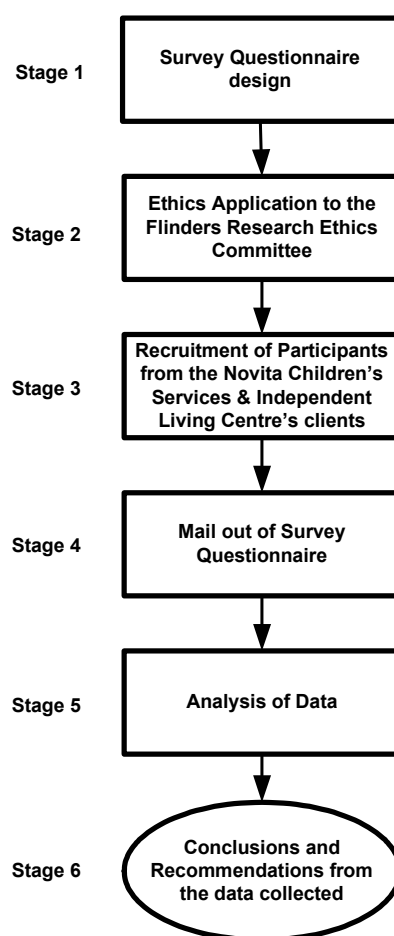 Stage 1
Survey Questionnaire
design
Stage 2
Ethics Application to the
Flinders Research Ethics
Committee
Stage 3
Recruitment of Participants
from the Novita Children's
Services & Independent
Living Centre's clients
Stage 4
Mail out of Survey
Questionnaire
Stage 5
Analysis of Data
Stage 6
Conclusions and
Recommendations from
the data collected